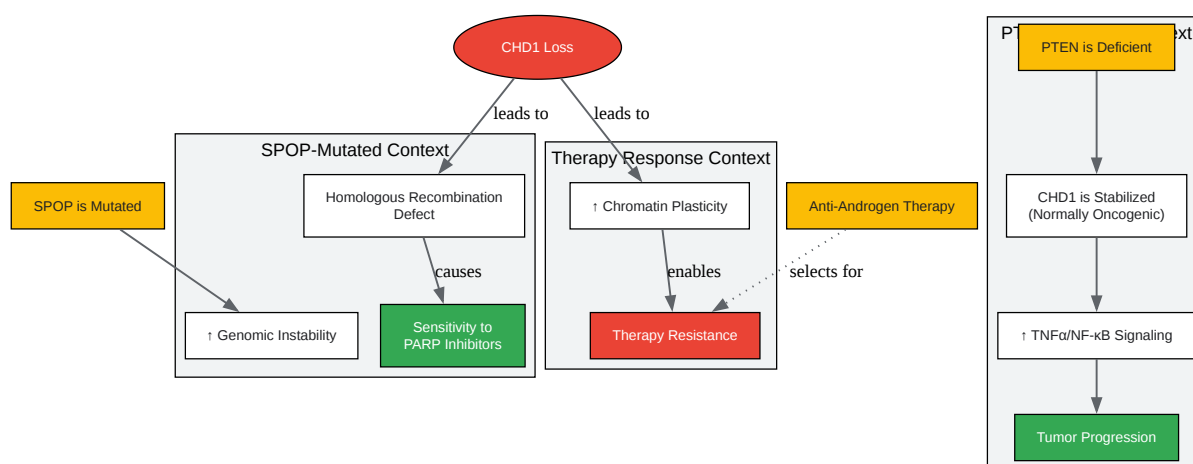 CHD1 Loss
leads to
leads to
SPOP-Mutated Context
SPOP is Mutated
Homologous Recombination
Defect
causes
↑ Genomic Instability
Sensitivity to
PARP Inhibitors
Therapy Response Context
↑ Chromatin Plasticity
Anti-Androgen Therapy
enables
selects for
Therapy Resistance
PTEN is Deficient
CHD1 is Stabilized
(Normally Oncogenic)
↑ TNFα/NF-κB Signaling
Tumor Progression